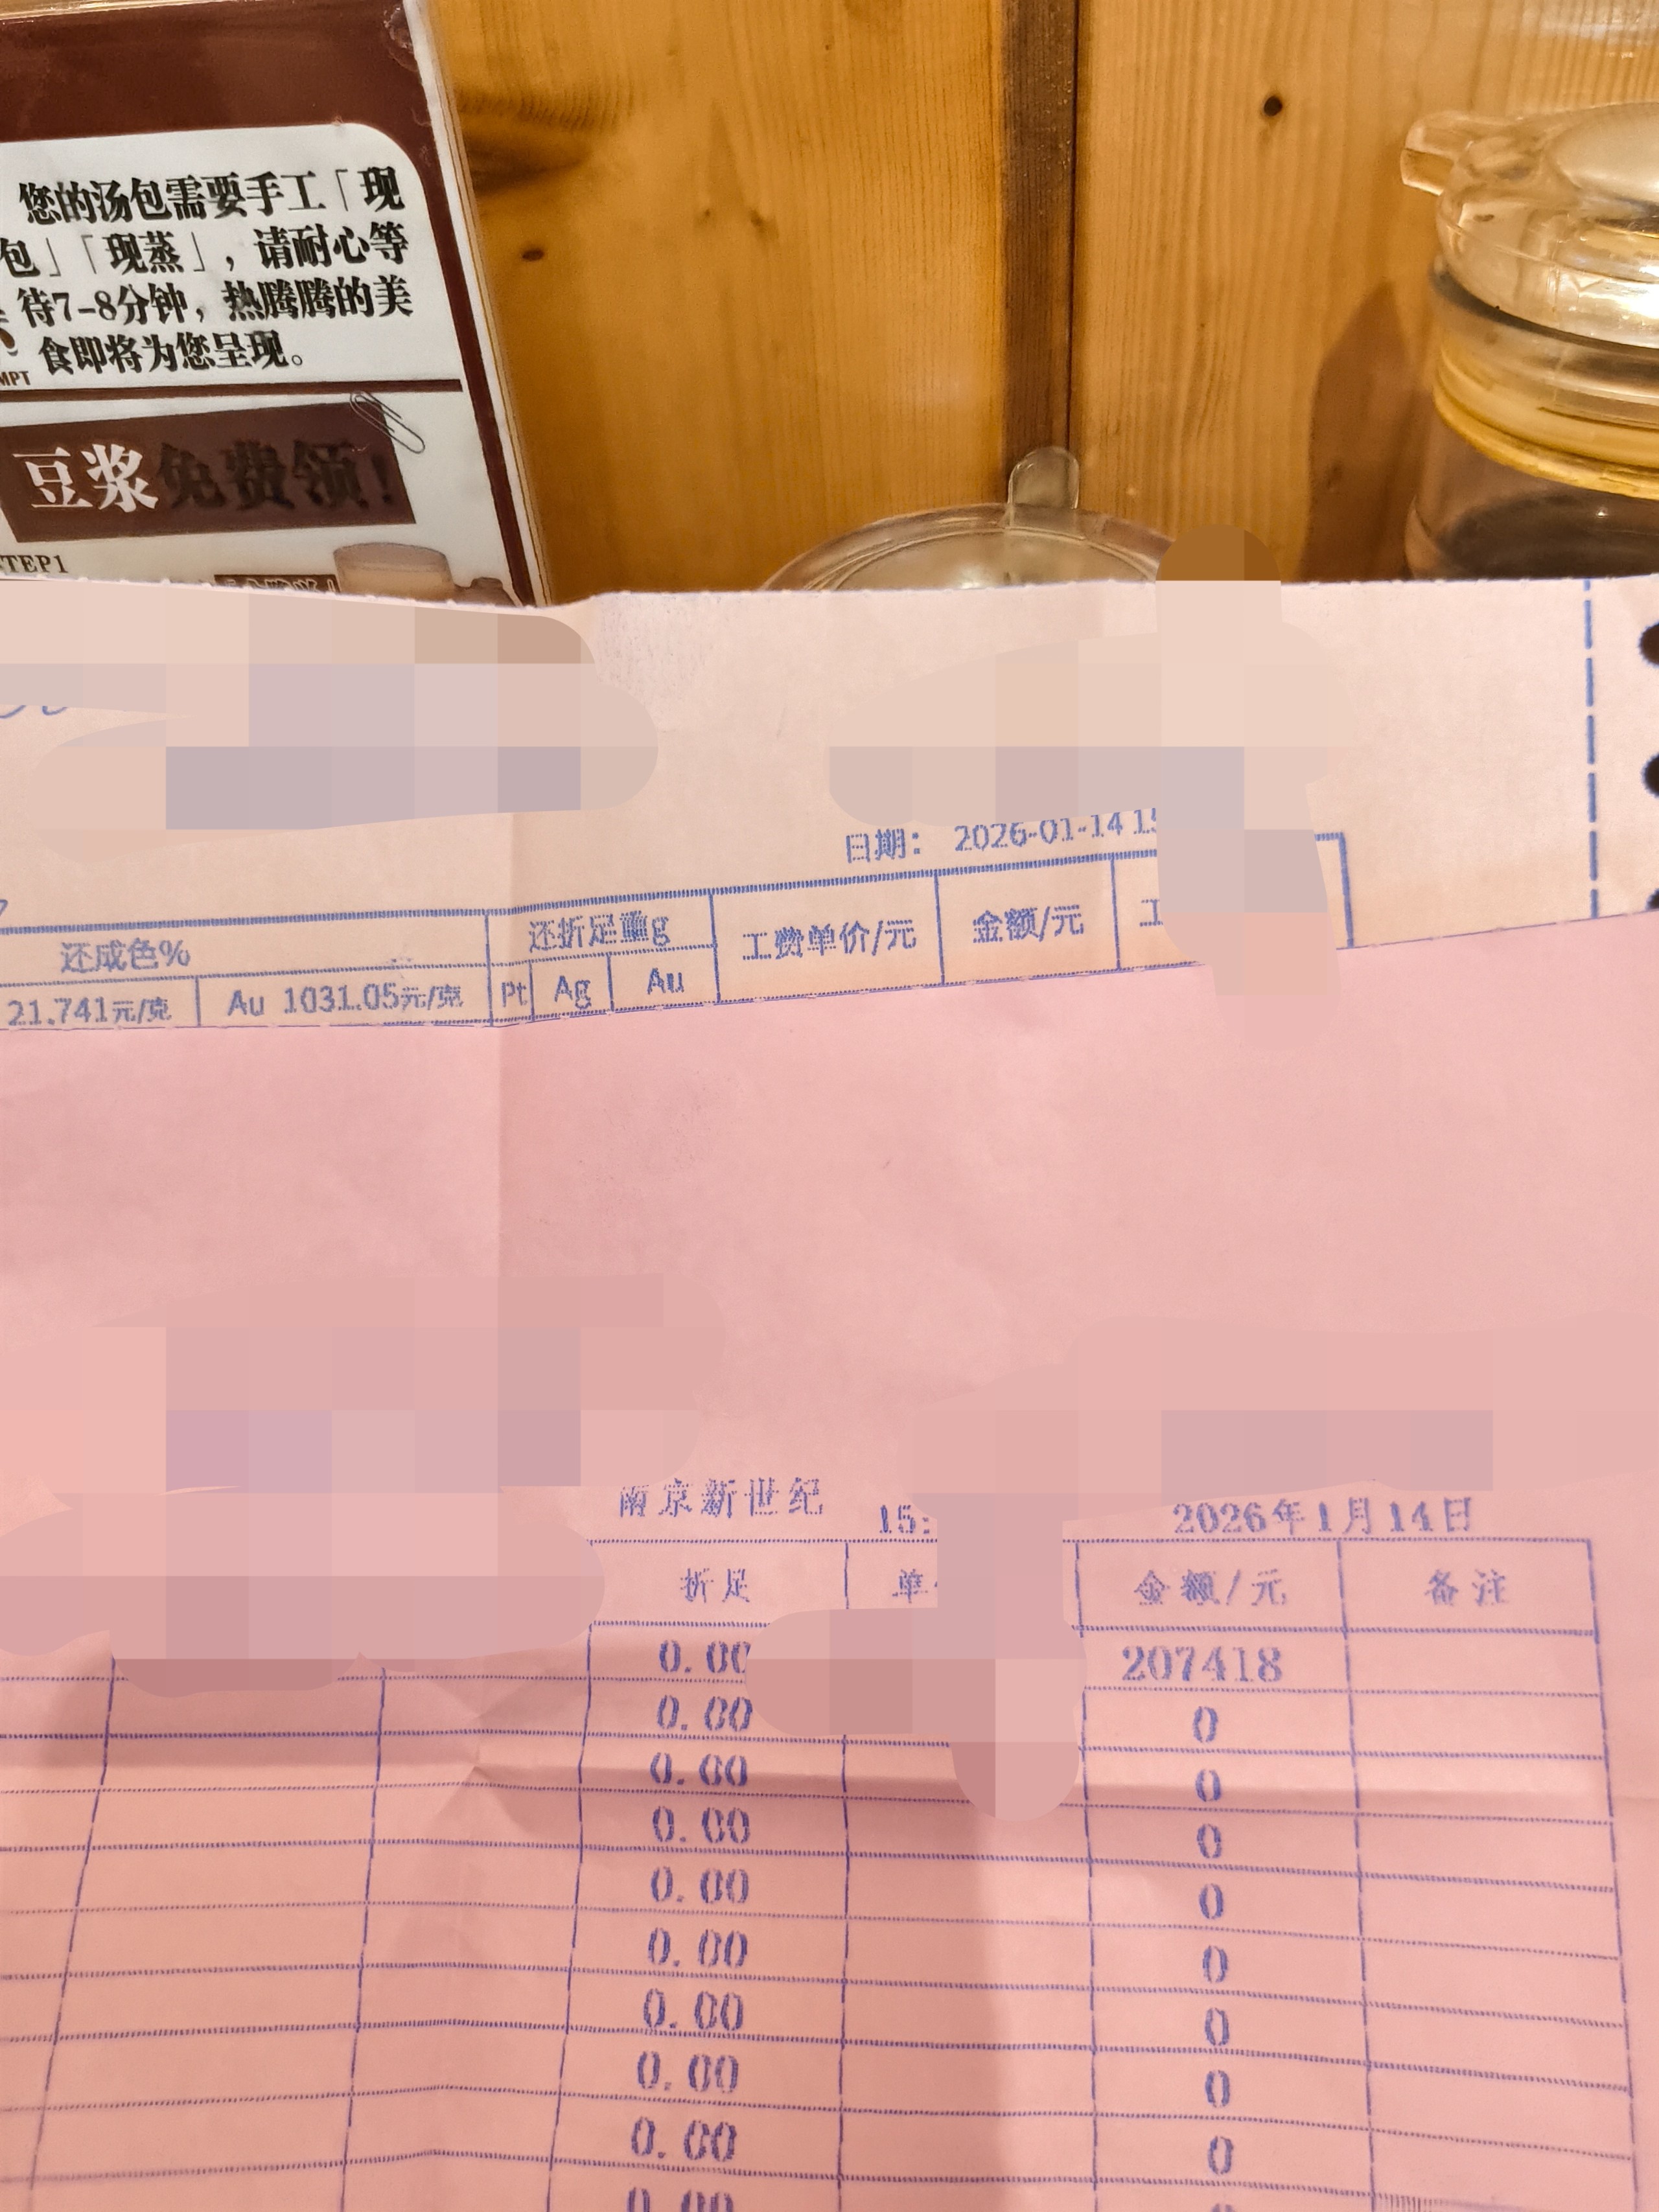 您的汤包需要手工「现
包」「现蒸」，请耐心等
待7-8分钟，热腾腾的美
食即将为您呈现。
MPT
豆浆免费领！
STEP1
日期： 2026-01-14 15
还成色% 还折足重g 工费单价/元 金额/元
21.741元/克 Au 1031.05元/克 Pt Ag Au
南京新世纪 15: 2026年1月14日
折足 单 金额/元 备注
0.00 207418
0.00 0
0.00 0
0.00 0
0.00 0
0.00 0
0.00 0
0.00 0
0.00 0